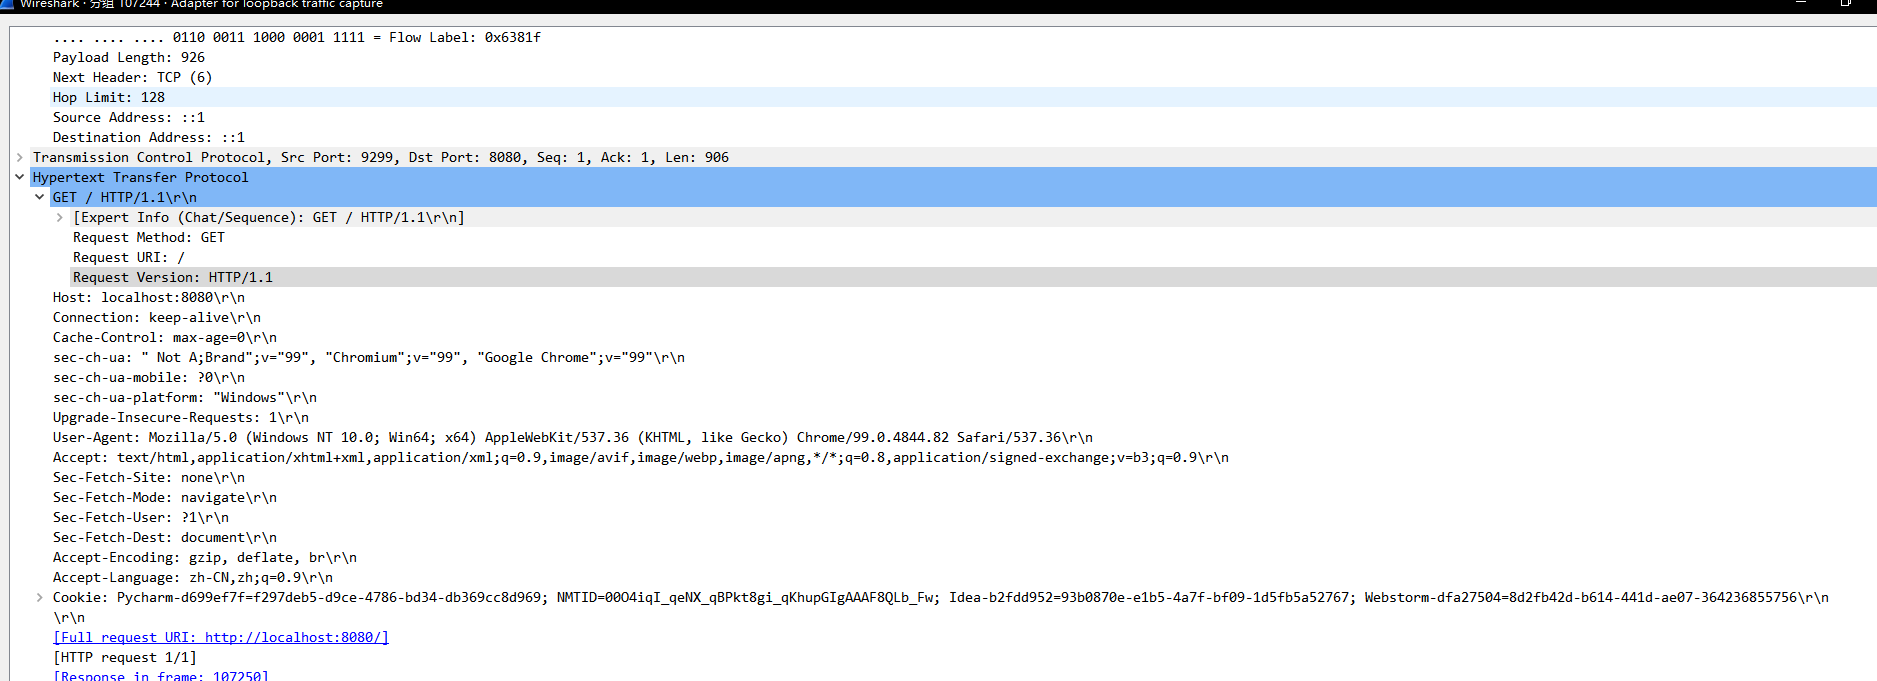 Wireshark · 分组 107244 · Adapter for loopback traffic capture
.... .... .... 0110 0011 1000 0001 1111 = Flow Label: 0x6381f
Payload Length: 926
Next Header: TCP (6)
Hop Limit: 128
Source Address: ::1
Destination Address: ::1
Transmission Control Protocol, Src Port: 9299, Dst Port: 8080, Seq: 1, Ack: 1, Len: 906
Hypertext Transfer Protocol
GET / HTTP/1.1\r\n
[Expert Info (Chat/Sequence): GET / HTTP/1.1\r\n]
Request Method: GET
Request URI: /
Request Version: HTTP/1.1
Host: localhost:8080\r\n
Connection: keep-alive\r\n
Cache-Control: max-age=0\r\n
sec-ch-ua: " Not A;Brand";v="99", "Chromium";v="99", "Google Chrome";v="99"\r\n
sec-ch-ua-mobile: ?0\r\n
sec-ch-ua-platform: "Windows"\r\n
Upgrade-Insecure-Requests: 1\r\n
User-Agent: Mozilla/5.0 (Windows NT 10.0; Win64; x64) AppleWebKit/537.36 (KHTML, like Gecko) Chrome/99.0.4844.82 Safari/537.36\r\n
Accept: text/html,application/xhtml+xml,application/xml;q=0.9,image/avif,image/webp,image/apng,*/*;q=0.8,application/signed-exchange;v=b3;q=0.9\r\n
Sec-Fetch-Site: none\r\n
Sec-Fetch-Mode: navigate\r\n
Sec-Fetch-User: ?1\r\n
Sec-Fetch-Dest: document\r\n
Accept-Encoding: gzip, deflate, br\r\n
Accept-Language: zh-CN,zh;q=0.9\r\n
Cookie: Pycharm-d699ef7f=f297deb5-d9ce-4786-bd34-db369cc8d969; NMTID=00O4iqI_qeNX_qBPkt8gi_qKhupGIgAAAF8QLb_Fw; Idea-b2fdd952=93b0870e-e1b5-4a7f-bf09-1d5fb5a52767; Webstorm-dfa27504=8d2fb42d-b614-441d-ae07-364236855756\r\n
\r\n
[Full request URI: http://localhost:8080/]
[HTTP request 1/1]
[Response in frame: 107250]